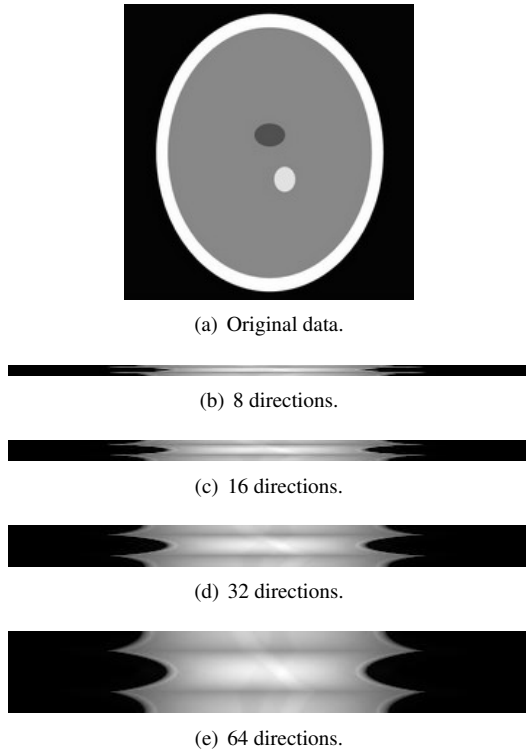 (a) Original data.
(b) 8 directions.
(c) 16 directions.
(d) 32 directions.
(e) 64 directions.